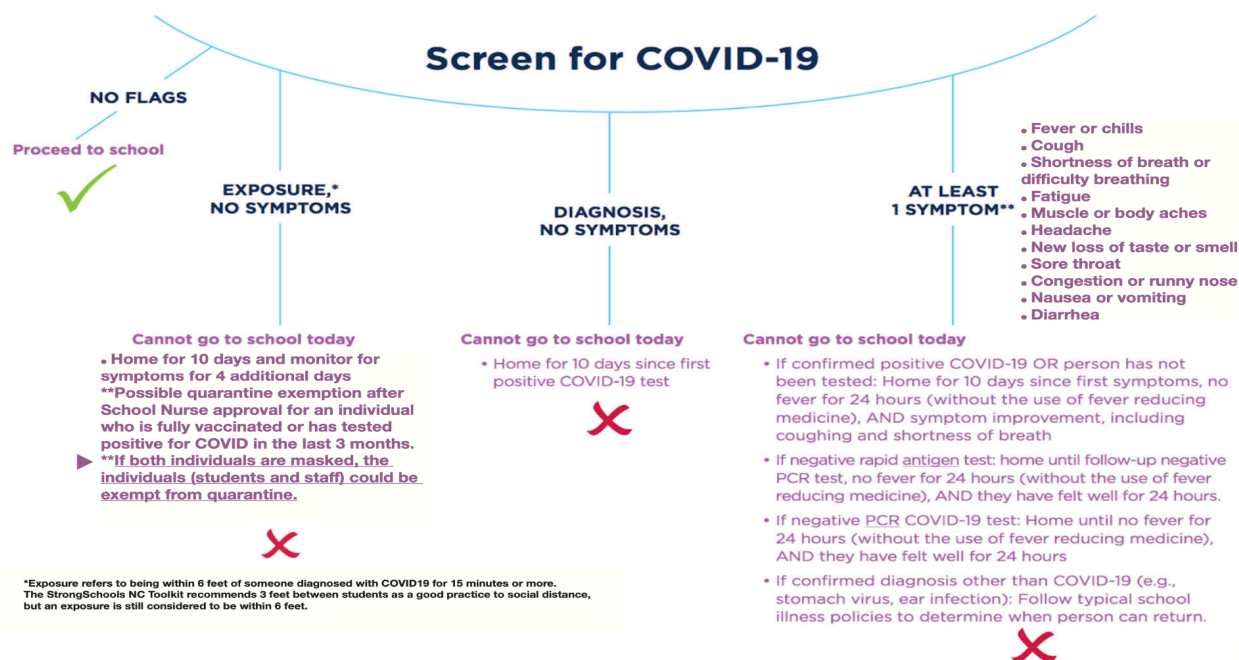 Screen for COVID-19
NO FLAGS
Proceed to school
EXPOSURE,*
NO SYMPTOMS
Cannot go to school today
• Home for 10 days and monitor for
symptoms for 4 additional days
**Possible quarantine exemption after
School Nurse approval for an individual
who is fully vaccinated or has tested
positive for COVID in the last 3 months.
**If both individuals are masked, the
individuals (students and staff) could be
exempt from quarantine.
DIAGNOSIS,
NO SYMPTOMS
Cannot go to school today
• Home for 10 days since first
positive COVID-19 test
AT LEAST
1 SYMPTOM**
• Fever or chills
• Cough
• Shortness of breath or
difficulty breathing
• Fatigue
• Muscle or body aches
• Headache
• New loss of taste or smell
• Sore throat
• Congestion or runny nose
• Nausea or vomiting
• Diarrhea
Cannot go to school today
• If confirmed positive COVID-19 OR person has not
been tested: Home for 10 days since first symptoms, no
fever for 24 hours (without the use of fever reducing
medicine), AND symptom improvement, including
coughing and shortness of breath
• If negative rapid antigen test: home until follow-up negative
PCR test, no fever for 24 hours (without the use of fever
reducing medicine), AND they have felt well for 24 hours.
• If negative PCR COVID-19 test: Home until no fever for
24 hours (without the use of fever reducing medicine),
AND they have felt well for 24 hours
• If confirmed diagnosis other than COVID-19 (e.g.,
stomach virus, ear infection): Follow typical school
illness policies to determine when person can return.
*Exposure refers to being within 6 feet of someone diagnosed with COVID19 for 15 minutes or more.
The StrongSchools NC Toolkit recommends 3 feet between students as a good practice to social distance,
but an exposure is still considered to be within 6 feet.